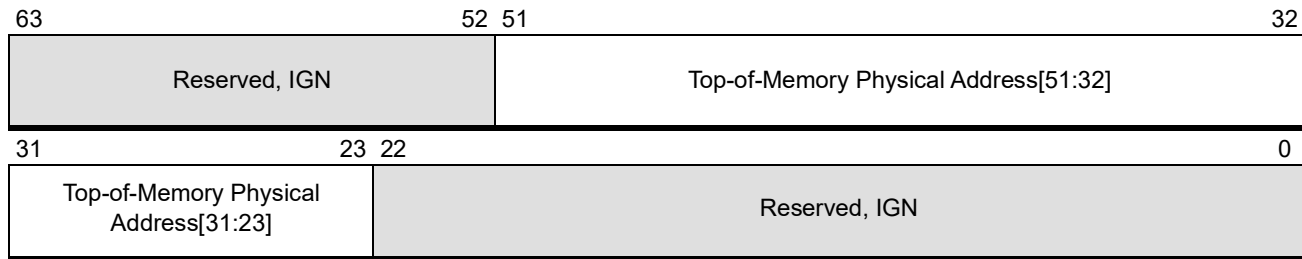 63 52 51 32
Reserved, IGN Top-of-Memory Physical Address[51:32]
31 23 22 0
Top-of-Memory Physical
Address[31:23]
Reserved, IGN